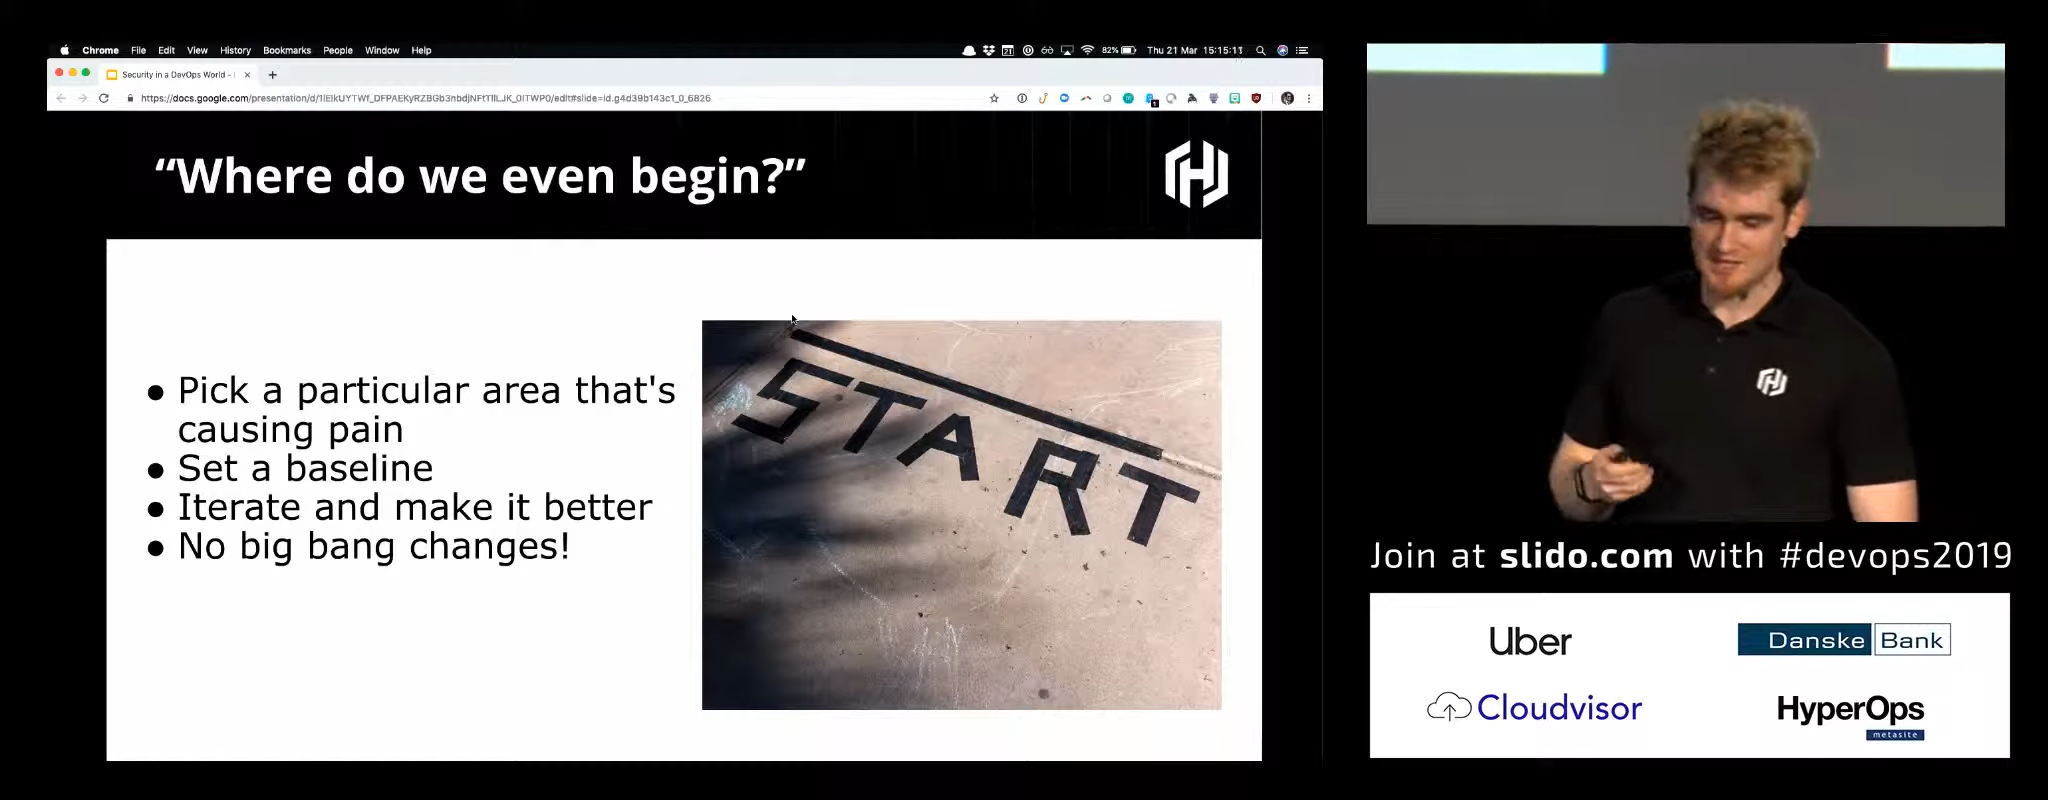 Chrome File Edit View History Bookmarks People Window Help
82% Thu 21 Mar 15:15:11
Security in a DevOps World -
“Where do we even begin?”
● Pick a particular area that's
causing pain
● Set a baseline
● Iterate and make it better
● No big bang changes!
START
Join at slido.com with #devops2019
Uber
Danske Bank
Cloudvisor
HyperOps
metasite